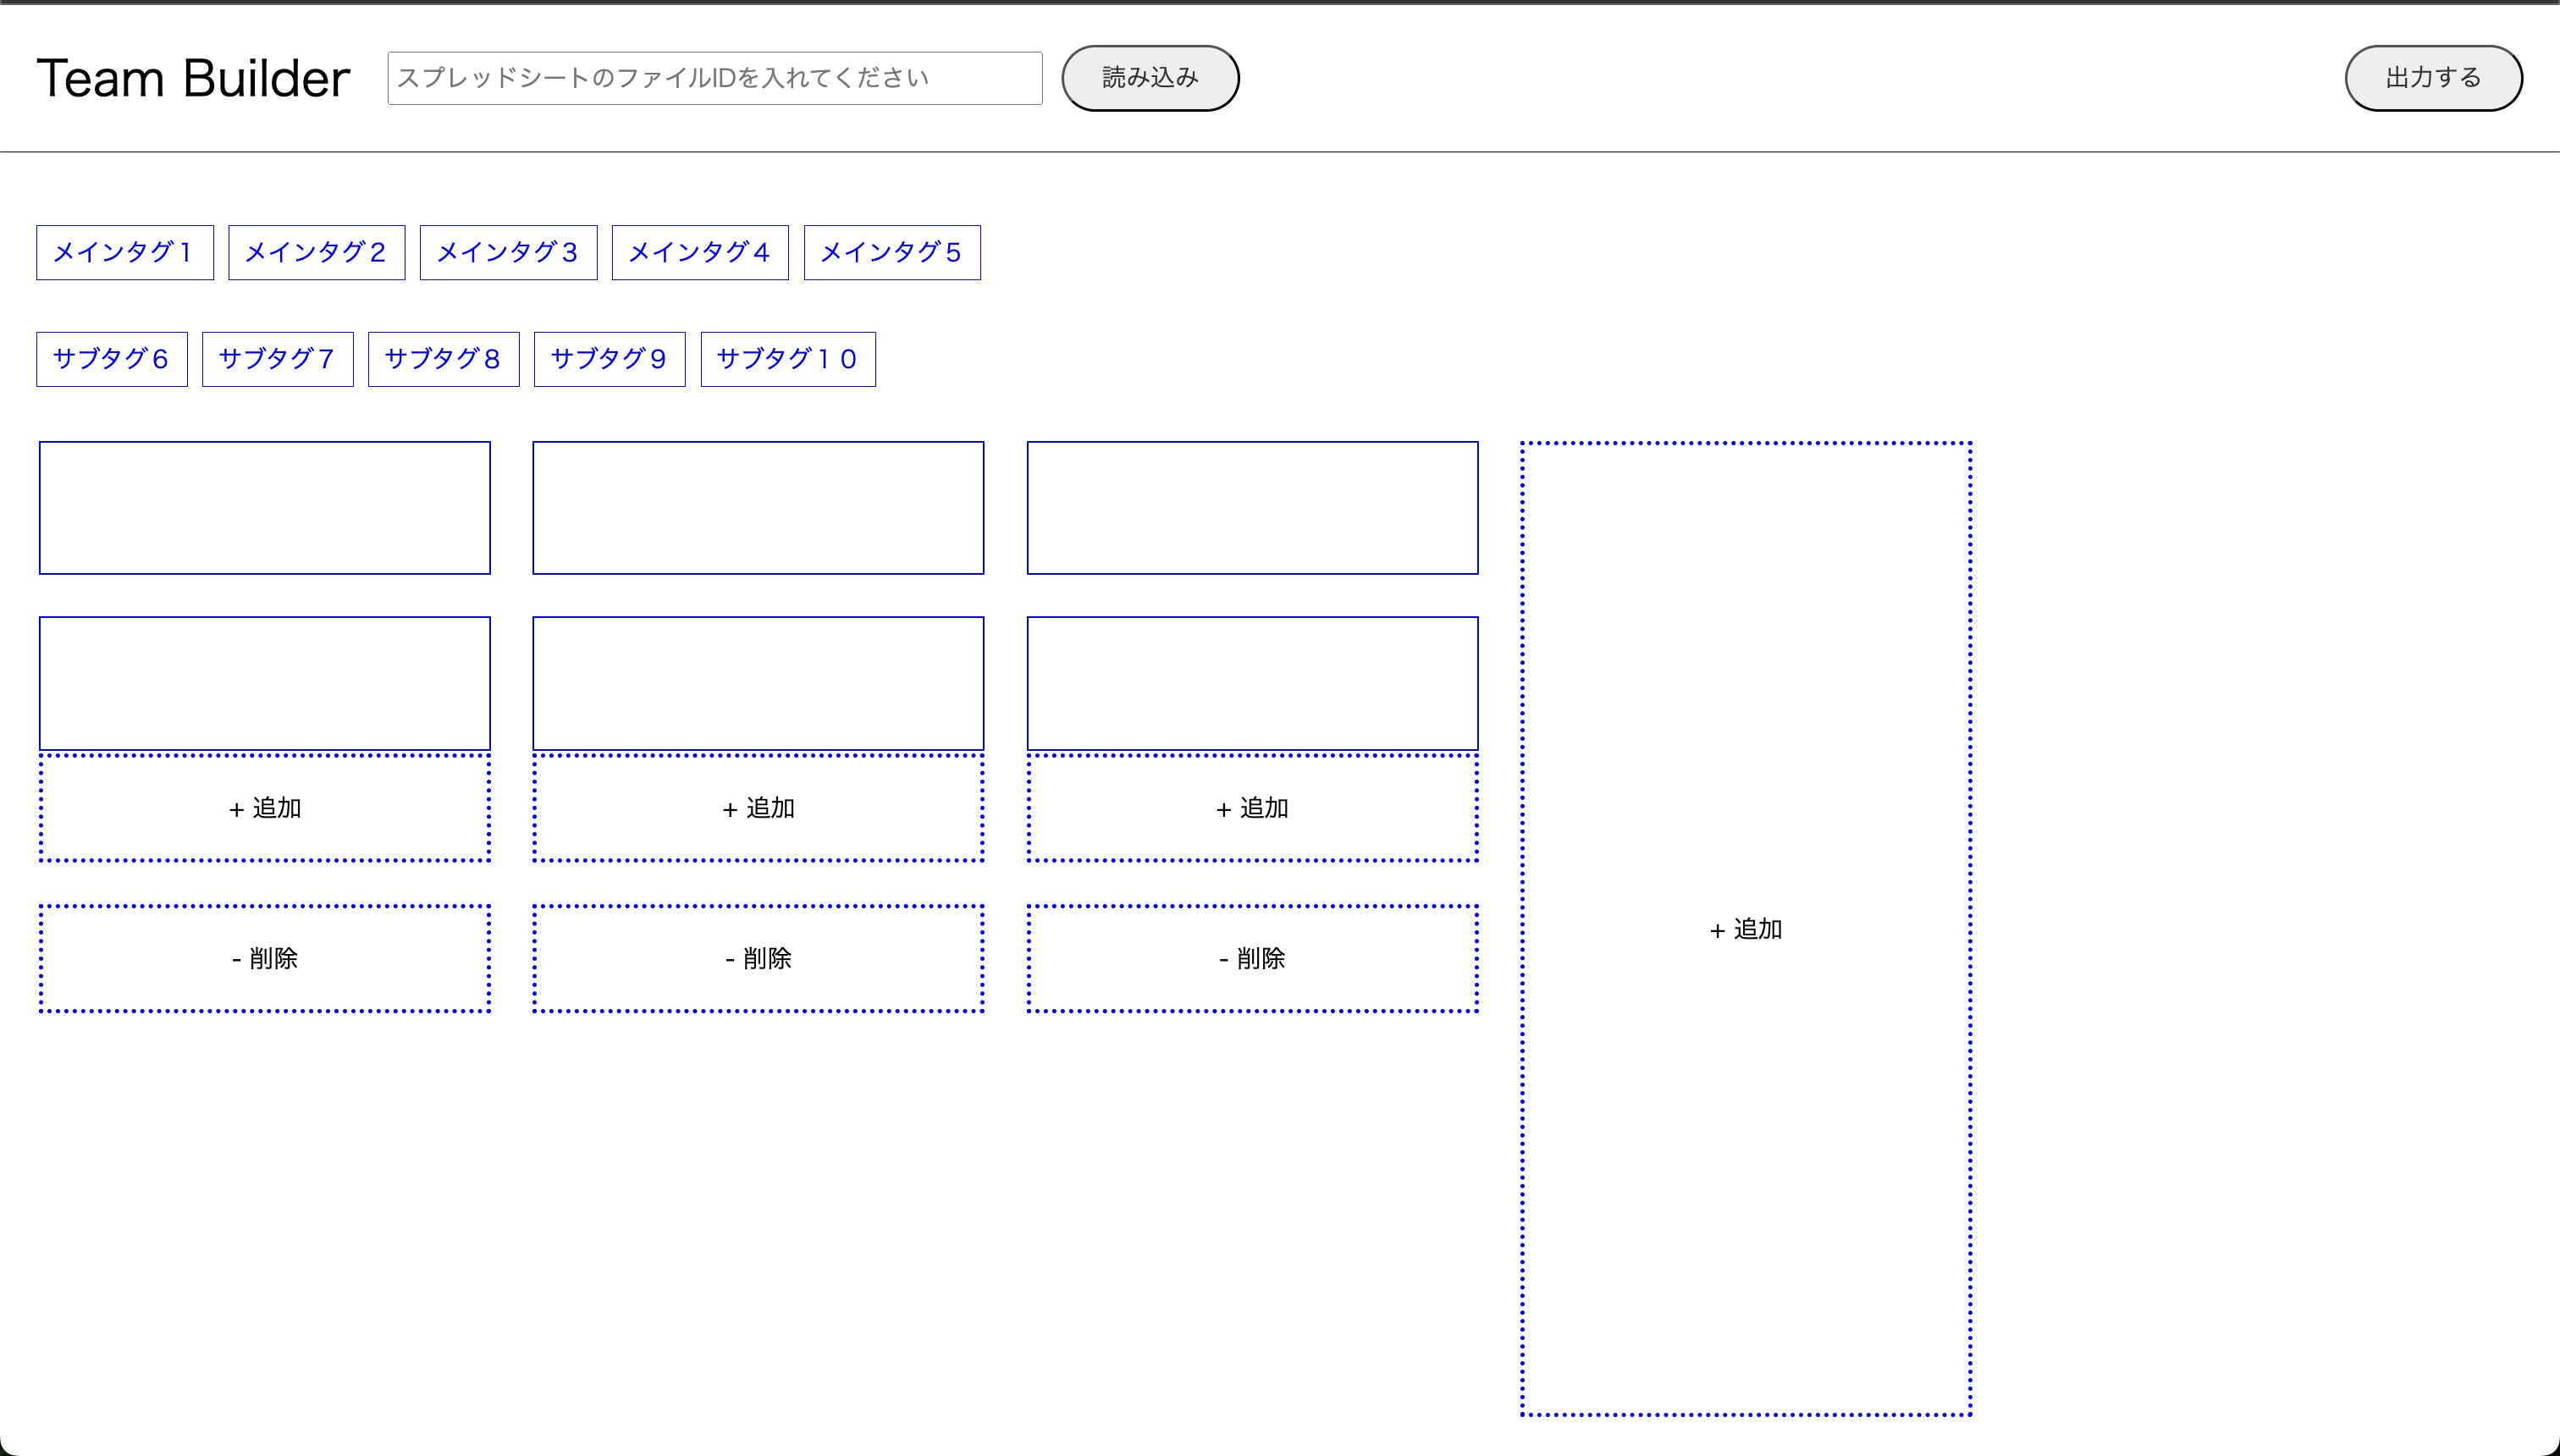 Team Builder スプレッドシートのファイルIDを入れてください 読み込み 出力する
メインタグ１ メインタグ２ メインタグ３ メインタグ４ メインタグ５
サブタグ６ サブタグ７ サブタグ８ サブタグ９ サブタグ１０
+ 追加 + 追加 + 追加
+ 追加
- 削除 - 削除 - 削除